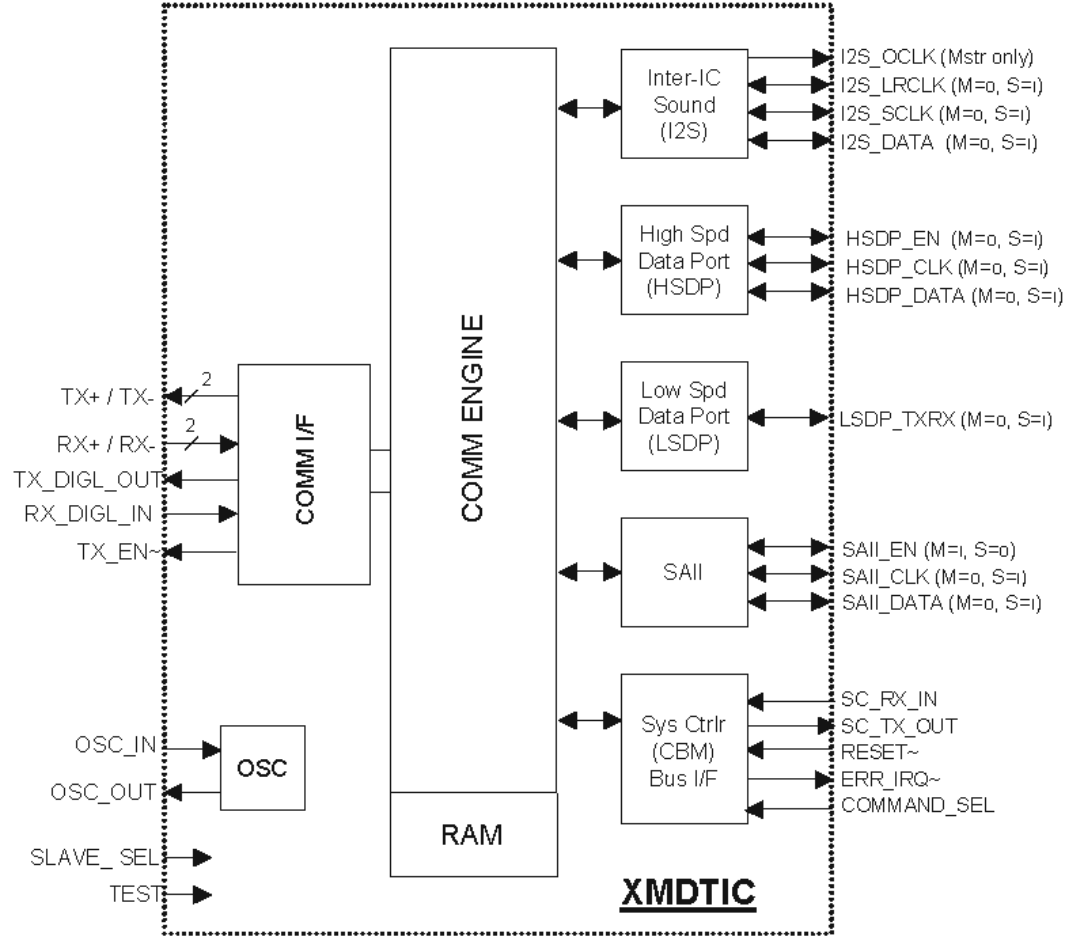 I2S_OCLK (Mstr only)
I2S_LRCLK (M=o, S=ı)
I2S_SCLK (M=o, S=ı)
I2S_DATA (M=o, S=ı)
Inter-IC
Sound
(I2S)
HSDP_EN (M=o, S=ı)
HSDP_CLK (M=o, S=ı)
HSDP_DATA (M=o, S=ı)
High Spd
Data Port
(HSDP)
COMM ENGINE
COMM I/F
TX+ / TX-
2
RX+ / RX-
2
TX_DIGL_OUT
RX_DIGL_IN
TX_EN~
Low Spd
Data Port
(LSDP)
LSDP_TXRX (M=o, S=ı)
SAII
SAII_EN (M=ı, S=o)
SAII_CLK (M=o, S=ı)
SAII_DATA (M=o, S=ı)
Sys Ctrlr
(CBM)
Bus I/F
SC_RX_IN
SC_TX_OUT
RESET~
ERR_IRQ~
COMMAND_SEL
OSC_IN
OSC
OSC_OUT
RAM
SLAVE_ SEL
TEST
XMDTIC